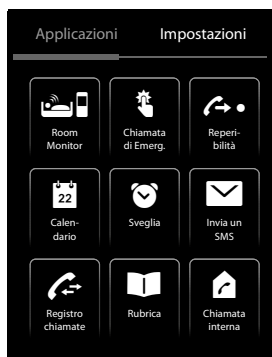 Applicazioni Impostazioni
Room
Monitor
Chiamata
di Emerg.
Reperi-
bilità
22
Calen-
dario
Sveglia
Invia un
SMS
Registro
chiamate
Rubrica
Chiamata
interna